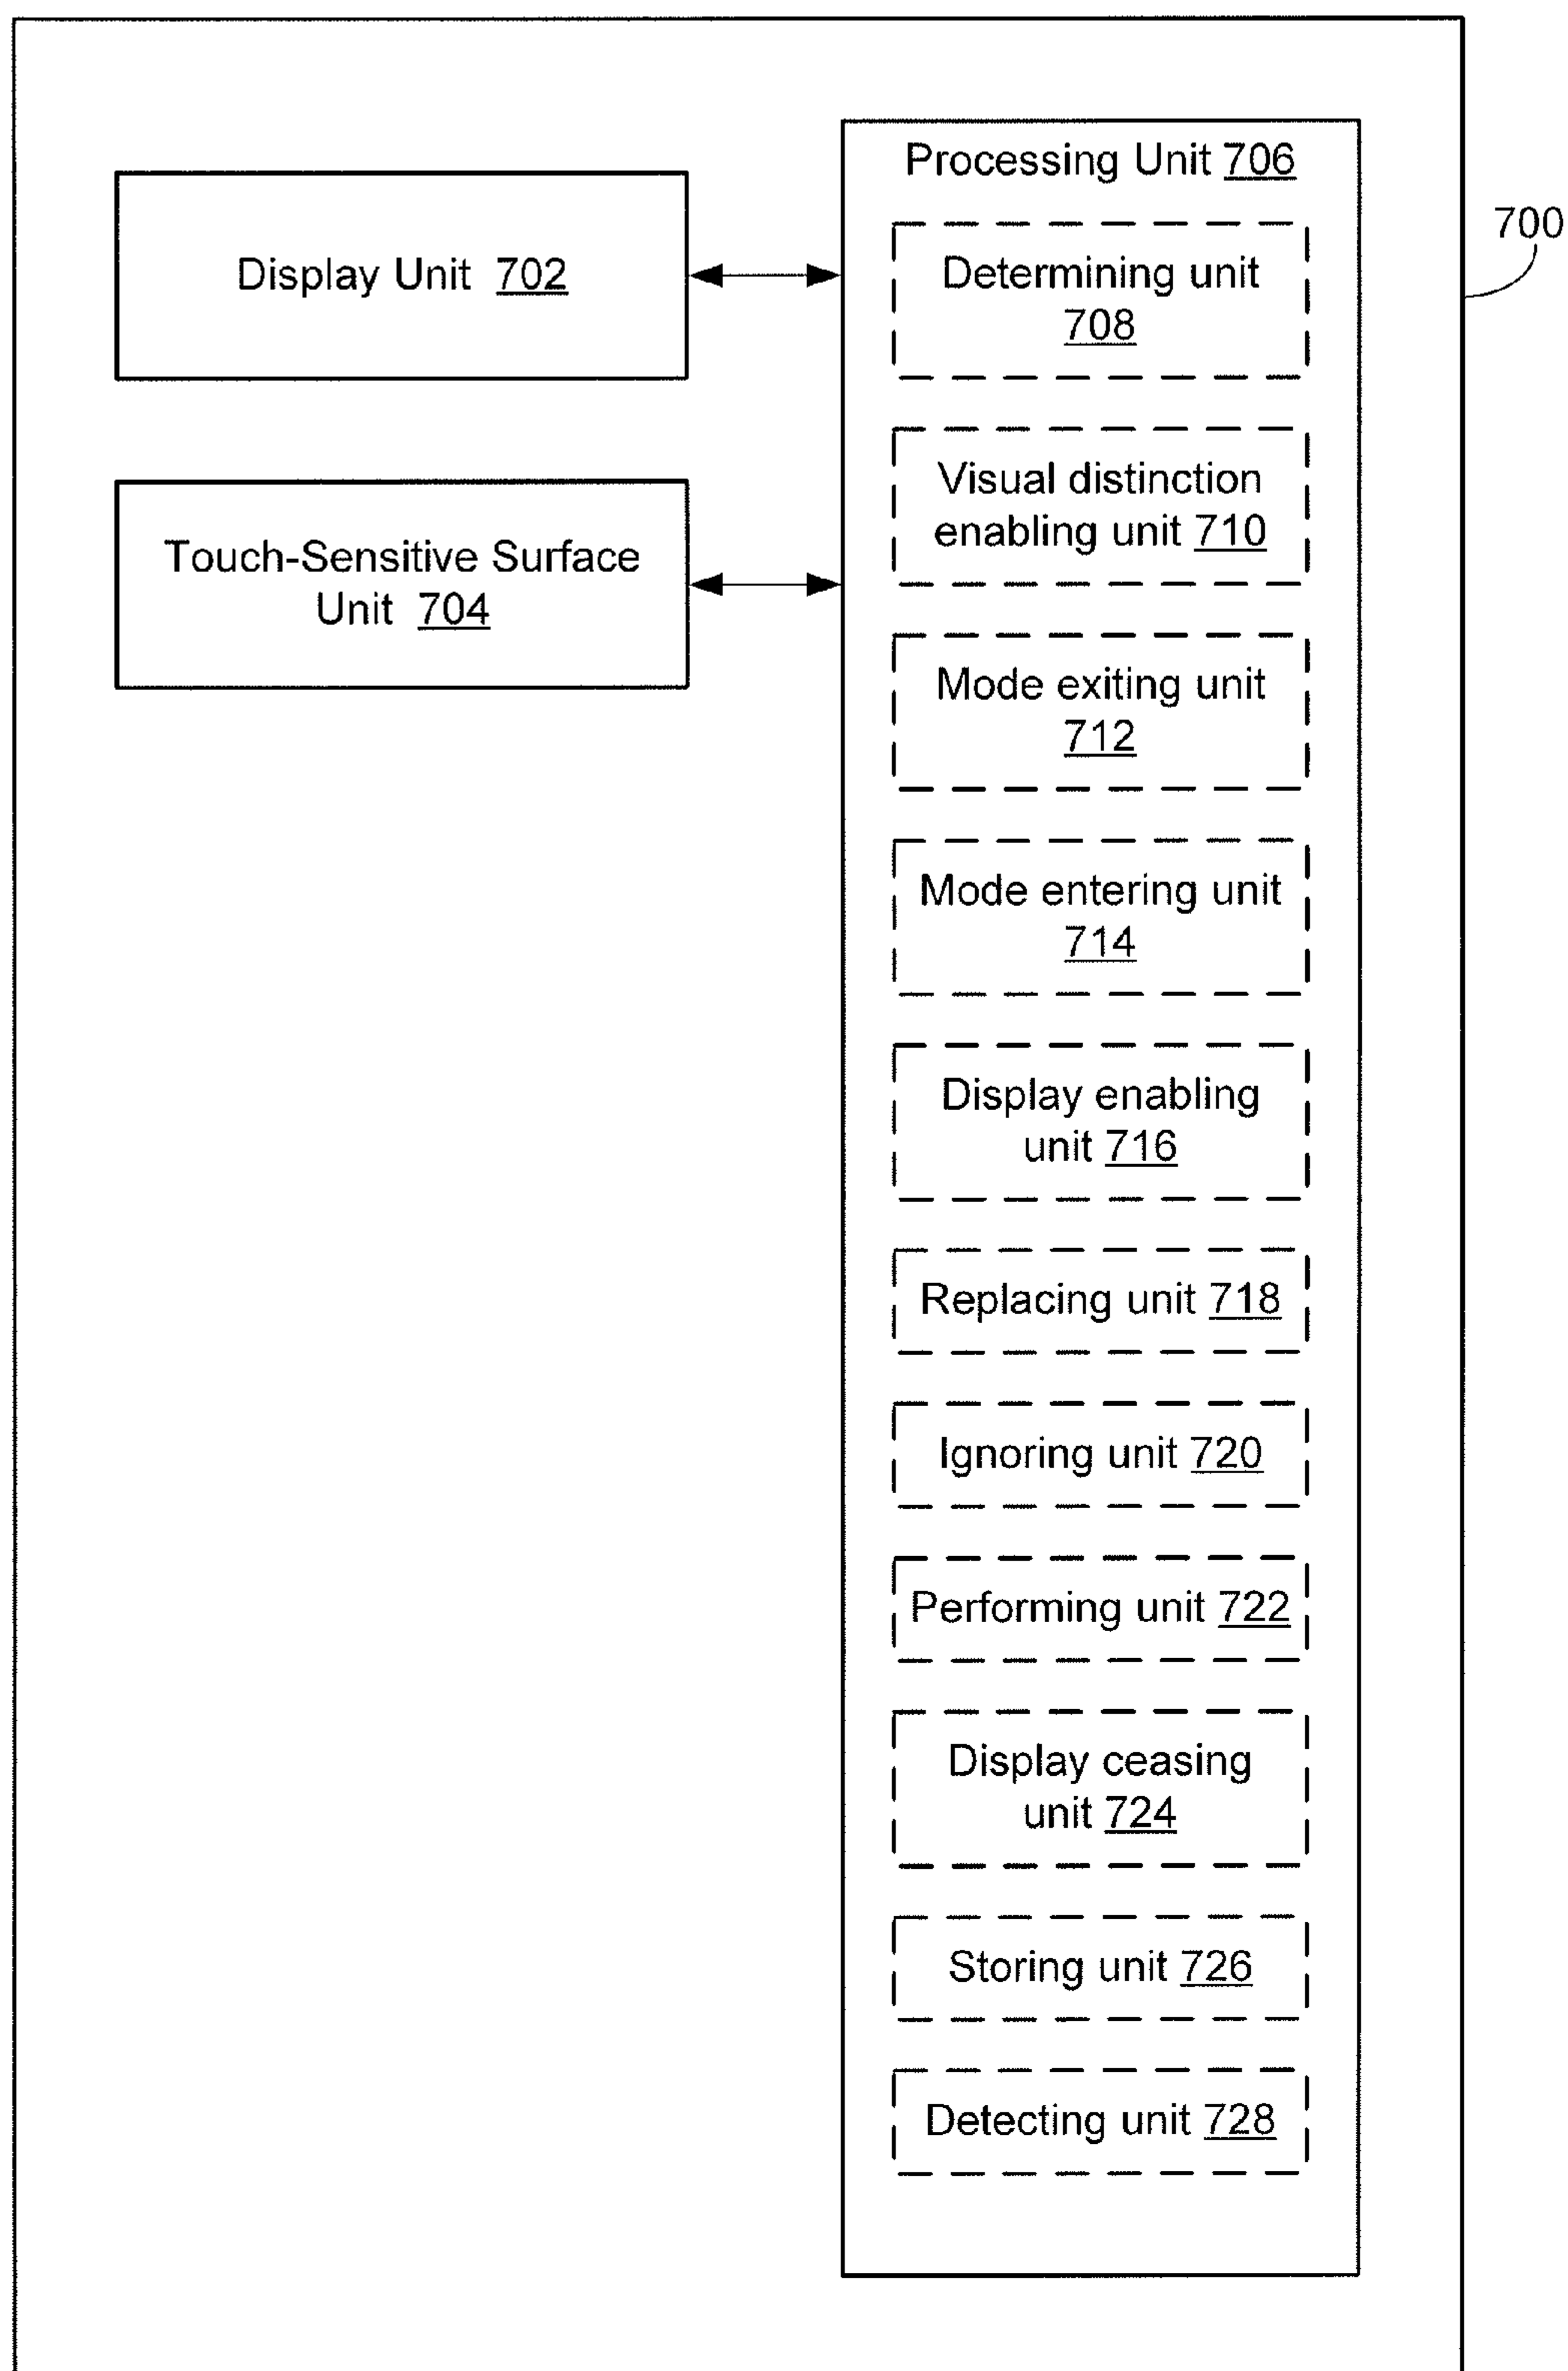 Processing Unit 706
700
Display Unit 702
Determining unit
708
Visual distinction
enabling unit 710
Touch-Sensitive Surface
Unit 704
Mode exiting unit
712
Mode entering unit
714
Display enabling
unit 716
Replacing unit 718
Ignoring unit 720
Performing unit 722
Display ceasing
unit 724
Storing unit 726
Detecting unit 728